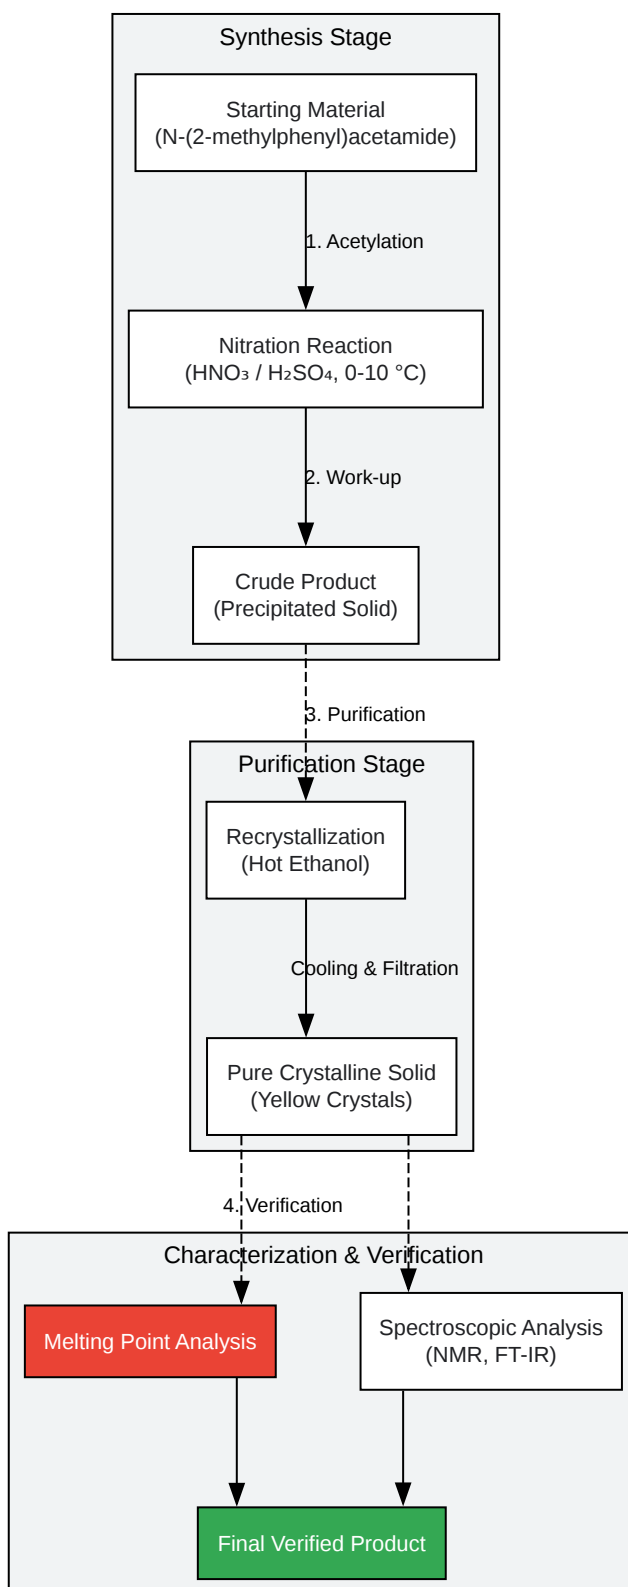 Synthesis Stage
Starting Material
(N-(2-methylphenyl)acetamide)
1. Acetylation
Nitration Reaction
(HNO₃ / H₂SO₄, 0-10 °C)
2. Work-up
Crude Product
(Precipitated Solid)
3. Purification
Purification Stage
Recrystallization
(Hot Ethanol)
Cooling & Filtration
Pure Crystalline Solid
(Yellow Crystals)
4. Verification
Characterization & Verification
Melting Point Analysis
Spectroscopic Analysis
(NMR, FT-IR)
Final Verified Product